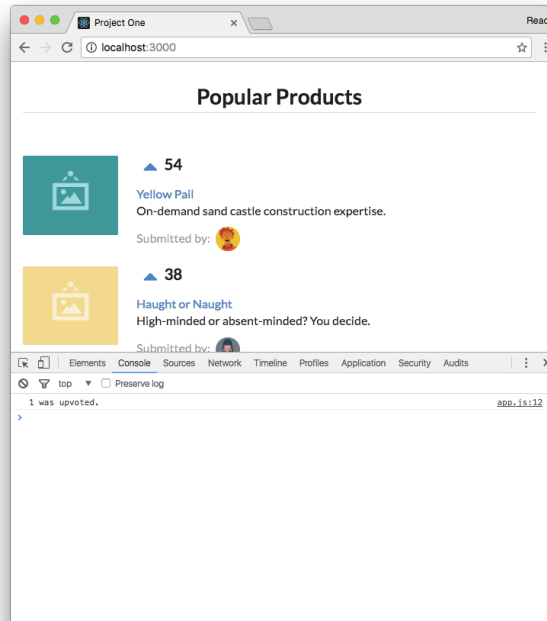 Project One
Reac
localhost:3000
Popular Products
54
Yellow Pail
On-demand sand castle construction expertise.
Submitted by:
38
Haught or Naught
High-minded or absent-minded? You decide.
Submitted by:
Elements Console Sources Network Timeline Profiles Application Security Audits
top Preserve log
1 was upvoted. app.js:12